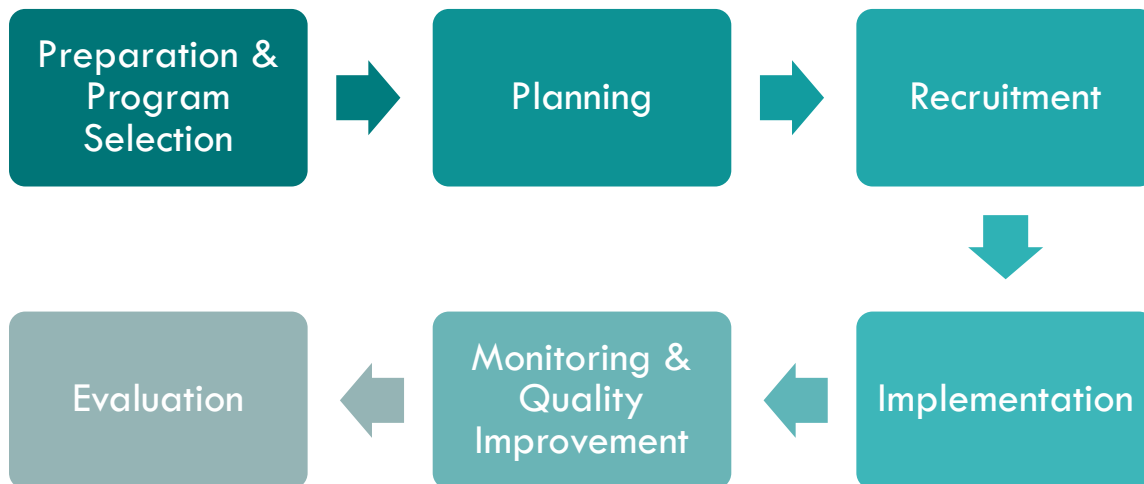 Preparation &
Program
Selection
Planning
Recruitment
Implementation
Monitoring &
Quality
Improvement
Evaluation